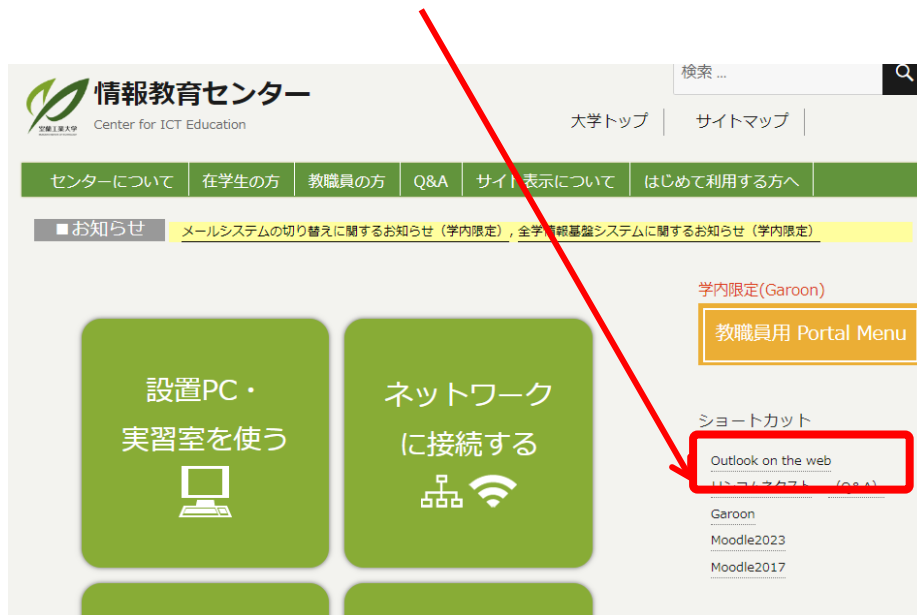 検索 ...
情報教育センター
室蘭工業大学
Center for ICT Education
大学トップ
サイトマップ
センターについて
在学生の方
教職員の方
Q&A
サイト表示について
はじめて利用する方へ
■お知らせ
メールシステムの切り替えに関するお知らせ（学内限定）, 全学情報基盤システムに関するお知らせ（学内限定）
学内限定(Garoon)
教職員用 Portal Menu
設置PC・
実習室を使う
ネットワーク
に接続する
ショートカット
Outlook on the web
(Q&A)
Garoon
Moodle2023
Moodle2017